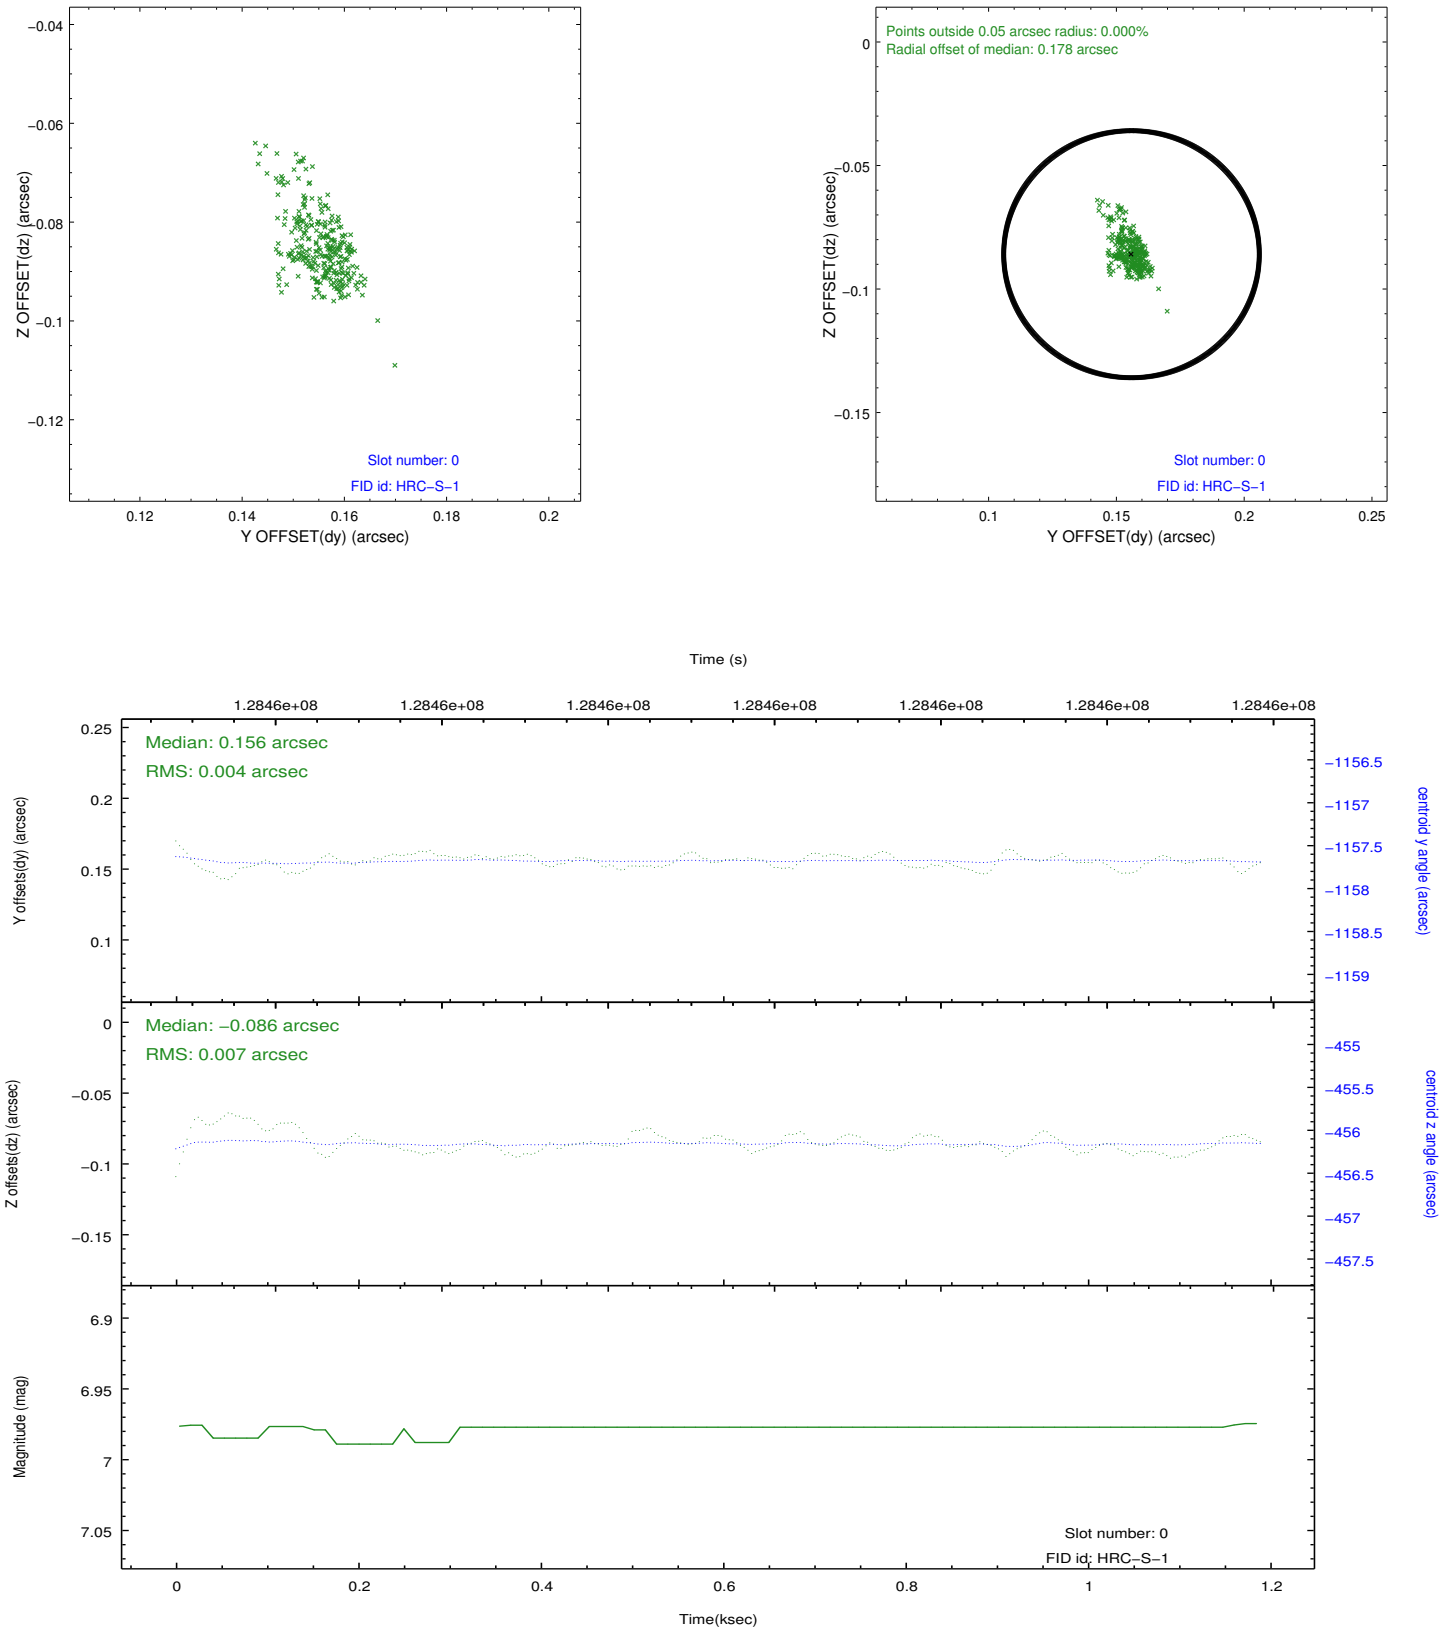 −0.04
−0.06
−0.08
−0.1
−0.12
Z OFFSET(dz) (arcsec)
Slot number: 0
FID id: HRC−S−1
0.12 0.14 0.16 0.18 0.2
Y OFFSET(dy) (arcsec)
Points outside 0.05 arcsec radius: 0.000%
Radial offset of median: 0.178 arcsec
0
−0.05
−0.1
−0.15
Z OFFSET(dz) (arcsec)
Slot number: 0
FID id: HRC−S−1
0.1 0.15 0.2 0.25
Y OFFSET(dy) (arcsec)
Time (s)
1.2846e+08 1.2846e+08 1.2846e+08 1.2846e+08 1.2846e+08 1.2846e+08 1.2846e+08
Median: 0.156 arcsec
RMS: 0.004 arcsec
0.25
0.2
0.15
0.1
Y offsets(dy) (arcsec)
−1156.5
−1157
−1157.5
−1158
−1158.5
−1159
centroid y angle (arcsec)
Median: −0.086 arcsec
RMS: 0.007 arcsec
0
−0.05
−0.1
−0.15
Z offsets(dz) (arcsec)
−455
−455.5
−456
−456.5
−457
−457.5
centroid z angle (arcsec)
6.9
6.95
7
7.05
Magnitude (mag)
Slot number: 0
FID id: HRC−S−1
0 0.2 0.4 0.6 0.8 1 1.2
Time(ksec)